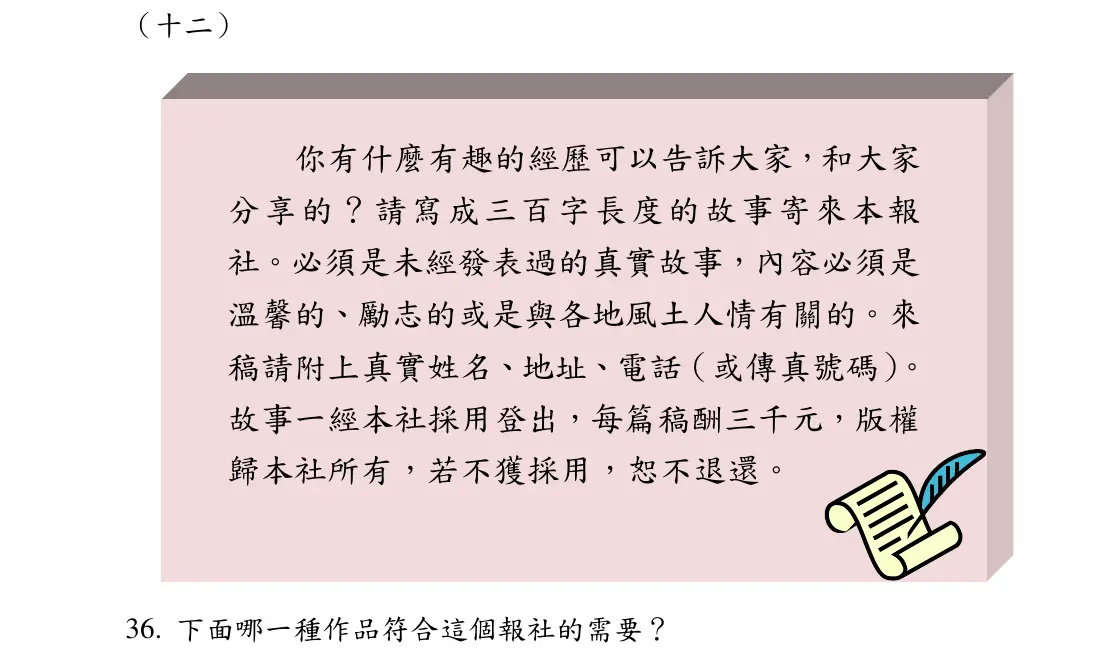 （十二）
你有什麼有趣的經歷可以告訴大家，和大家
分享的？請寫成三百字長度的故事寄來本報
社。必須是未經發表過的真實故事，內容必須是
溫馨的、勵志的或是與各地風土人情有關的。來
稿請附上真實姓名、地址、電話（或傳真號碼）。
故事一經本社採用登出，每篇稿酬三千元，版權
歸本社所有，若不獲採用，恕不退還。
36. 下面哪一種作品符合這個報社的需要？